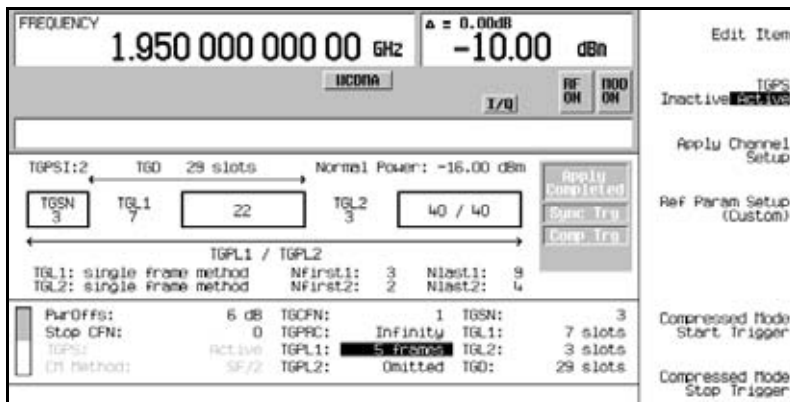 FREQUENCY
1.950 000 000 00 GHz
Δ = 0.00dB
-10.00 dBm
WCDMA
I/Q
RF ON
MOD ON
TGPSI:2
TGD 29 slots
Normal Power: -16.00 dBm
Apply Completed
Sync Trg
Comp Trg
TGSN 3
TGL1 7
22
TGL2 3
40 / 40
TGPL1 / TGPL2
TGL1: single frame method Nfirst1: 3 Nlast1: 9
TGL2: single frame method Nfirst2: 2 Nlast2: 4
PwrOffs: 6 dB TGCFN: 1 TGSN: 3
Stop CFN: 0 TGPRC: Infinity TGL1: 7 slots
TGPS: Active TGPL1: 5 frames TGL2: 3 slots
CM Method: SF/2 TGPL2: Omitted TGD: 29 slots
Edit Item
TGPS
Inactive Active
Apply Channel
Setup
Ref Param Setup
(Custom)
Compressed Mode
Start Trigger
Compressed Mode
Stop Trigger